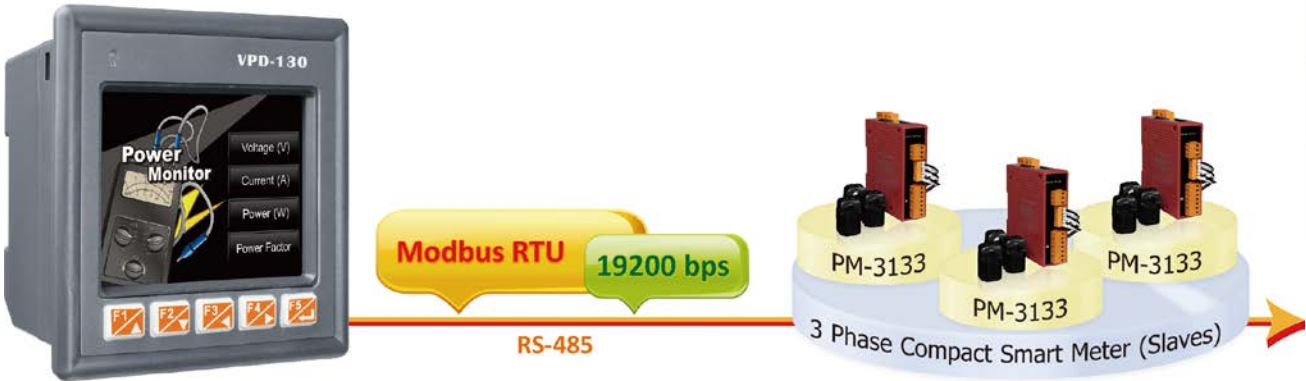 VPD-130
Power
Monitor
Voltage (V)
Current (A)
Power (W)
Power Factor
F1
F2
F3
F4
F5
Modbus RTU
19200 bps
RS-485
PM-3133
PM-3133
PM-3133
3 Phase Compact Smart Meter (Slaves)